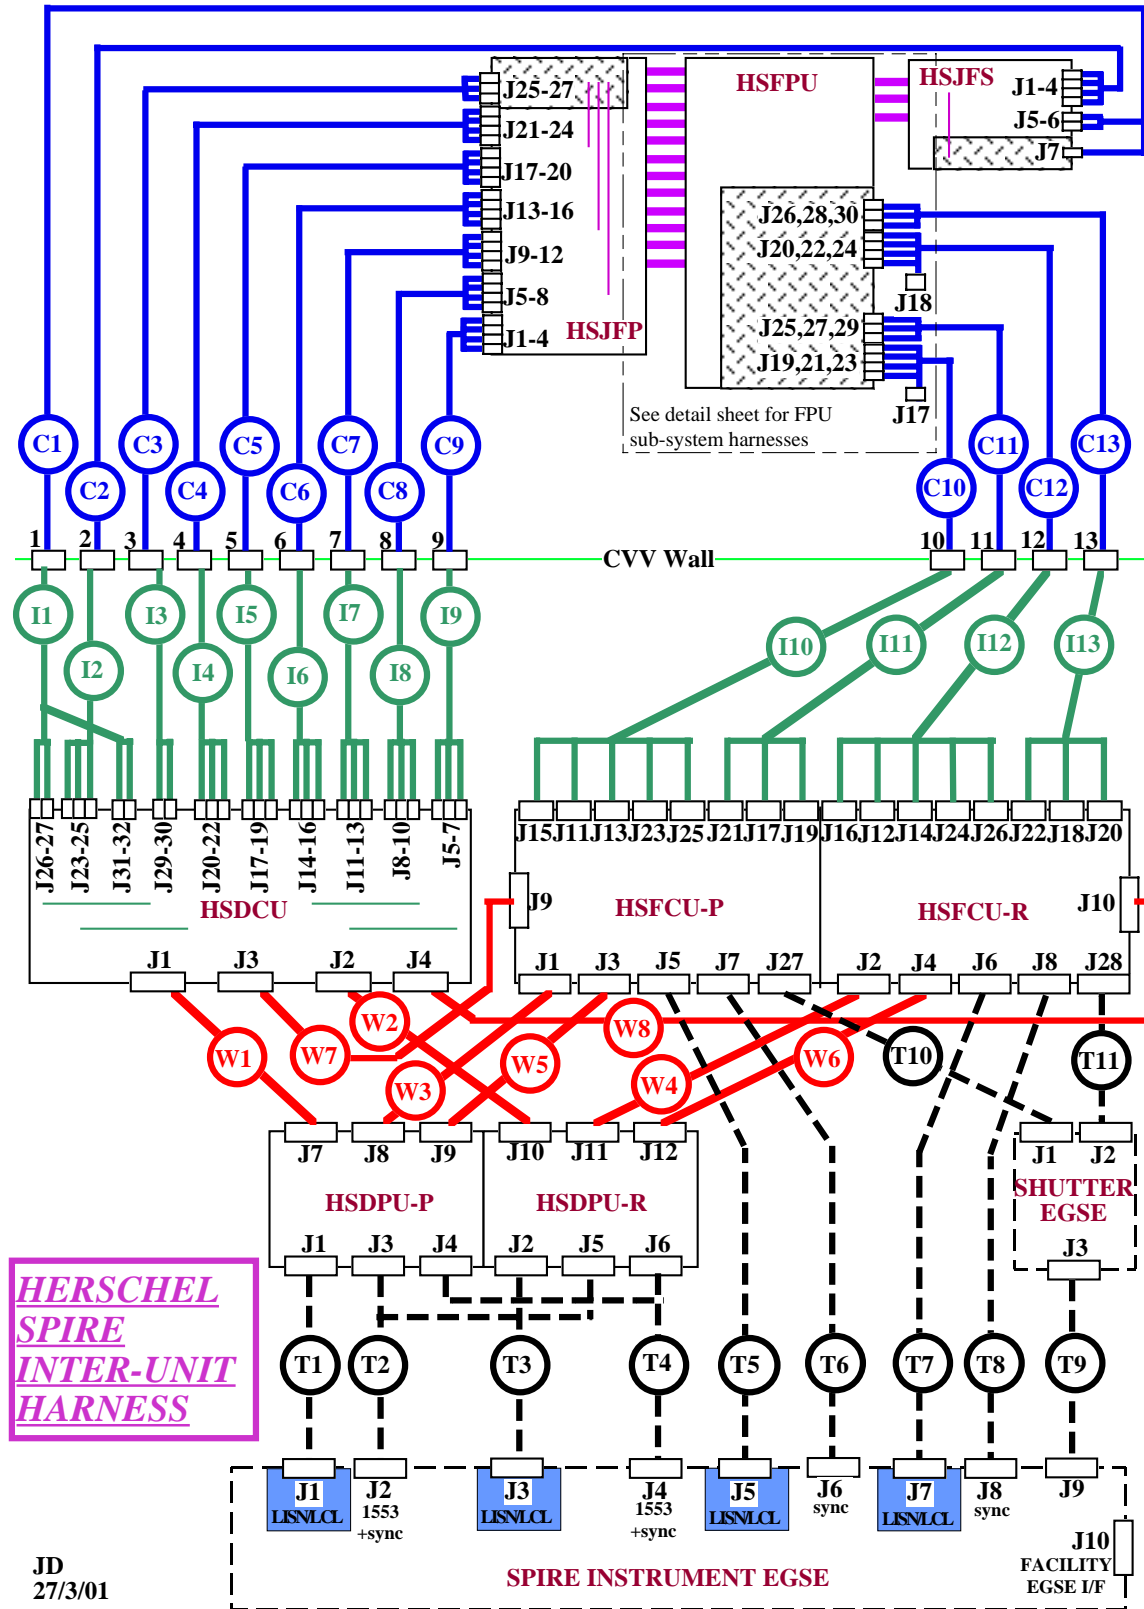 HSFPU
HSJFS
J25-27
J1-4
J21-24
J5-6
J7
J17-20
J13-16
J26,28,30
J9-12
J20,22,24
J5-8
J18
J1-4
HSJFP
J25,27,29
J19,21,23
J17
See detail sheet for FPU
sub-system harnesses
C1
C3
C5
C7
C9
C11
C13
C2
C4
C6
C8
C10
C12
1
2
3
4
5
6
7
8
9
CVV Wall
10
11
12
13
I1
I3
I5
I7
I9
I2
I4
I6
I8
I10
I11
I12
I13
J26-27
J23-25
J31-32
J29-30
J20-22
J17-19
J14-16
J11-13
J8-10
J5-7
J15
J11
J13
J23
J25
J21
J17
J19
J16
J12
J14
J24
J26
J22
J18
J20
HSDCU
J9
HSFCU-P
HSFCU-R
J10
J1
J3
J2
J4
J1
J3
J5
J7
J27
J2
J4
J6
J8
J28
W2
W8
W1
W7
W3
W5
W4
W6
T10
T11
J7
J8
J9
J10
J11
J12
J1
J2
HSDPU-P
HSDPU-R
SHUTTER
EGSE
J1
J3
J4
J2
J5
J6
J3
HERSCHEL
SPIRE
INTER-UNIT
HARNESS
T1
T2
T3
T4
T5
T6
T7
T8
T9
J1
LISN/LCL
J2
1553
+sync
J3
LISN/LCL
J4
1553
+sync
J5
LISN/LCL
J6
sync
J7
LISN/LCL
J8
sync
J9
J10
FACILITY
EGSE I/F
SPIRE INSTRUMENT EGSE
JD
27/3/01